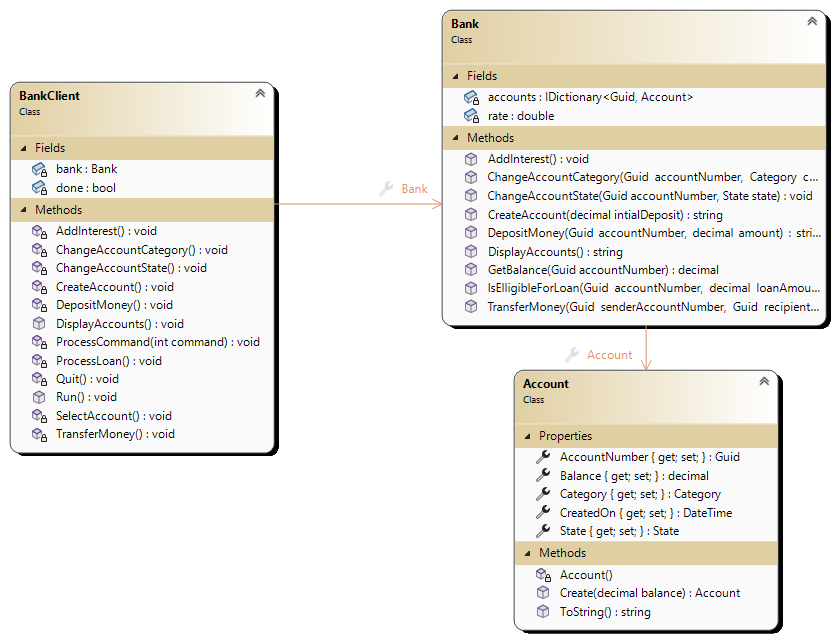 BankClient
Class
Fields
bank : Bank
done : bool
Methods
AddInterest() : void
ChangeAccountCategory() : void
ChangeAccountState() : void
CreateAccount() : void
DepositMoney() : void
DisplayAccounts() : void
ProcessCommand(int command) : void
ProcessLoan() : void
Quit() : void
Run() : void
SelectAccount() : void
TransferMoney() : void
Bank
Bank
Class
Fields
accounts : IDictionary<Guid, Account>
rate : double
Methods
AddInterest() : void
ChangeAccountCategory(Guid accountNumber, Category c...
ChangeAccountState(Guid accountNumber, State state) : void
CreateAccount(decimal intialDeposit) : string
DepositMoney(Guid accountNumber, decimal amount) : stri...
DisplayAccounts() : string
GetBalance(Guid accountNumber) : decimal
IsElligibleForLoan(Guid accountNumber, decimal loanAmou...
TransferMoney(Guid senderAccountNumber, Guid recipient...
Account
Account
Class
Properties
AccountNumber { get; set; } : Guid
Balance { get; set; } : decimal
Category { get; set; } : Category
CreatedOn { get; set; } : DateTime
State { get; set; } : State
Methods
Account()
Create(decimal balance) : Account
ToString() : string